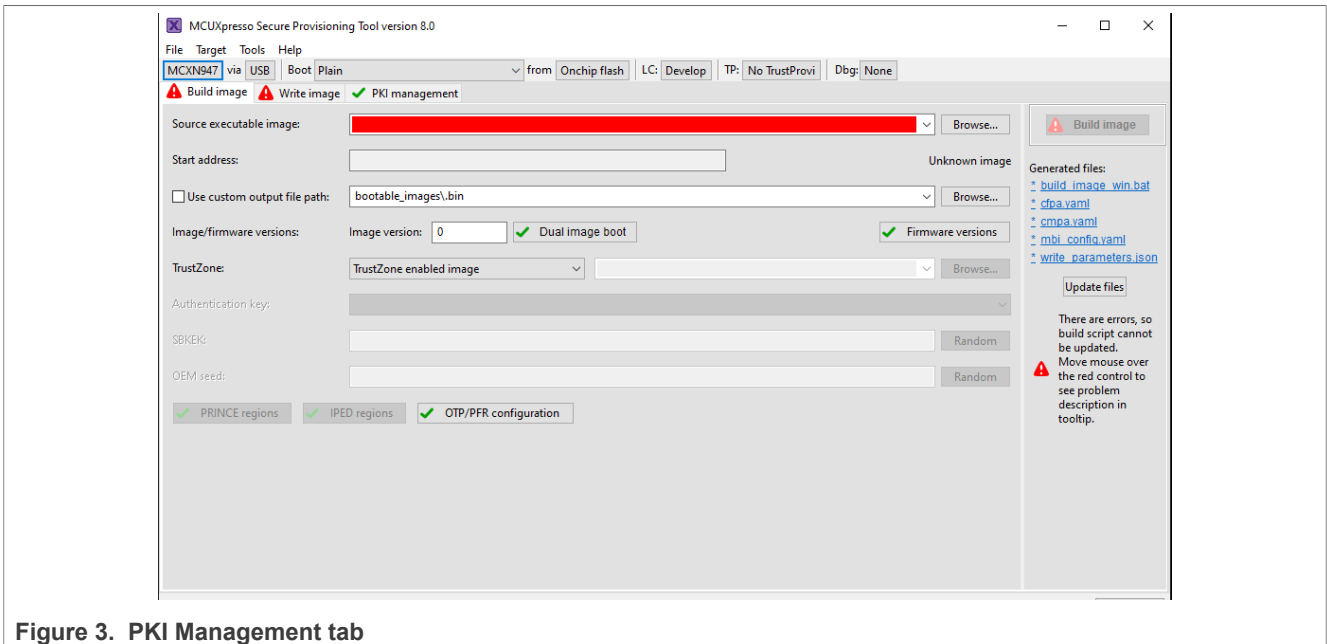 MCUXpresso Secure Provisioning Tool version 8.0
File Target Tools Help
MCXN947 via USB Boot Plain from Onchip flash LC: Develop TP: No TrustProvi Dbg: None
Build image Write image PKI management
Source executable image: Browse... Build image
Start address: Unknown image
Generated files:
Use custom output file path: bootable_images\.bin Browse...
* build_image_win.bat
* cfpa.yaml
* cmpa.yaml
Image/firmware versions: Image version: 0 Dual image boot Firmware versions
* mbi_config.yaml
* write_parameters.json
TrustZone: TrustZone enabled image Browse...
Update files
Authentication key:
There are errors, so
build script cannot
be updated.
Move mouse over
the red control to
see problem
description in
tooltip.
SBKEK: Random
OEM seed: Random
PRINCE regions IPED regions OTP/PFR configuration
Figure 3. PKI Management tab